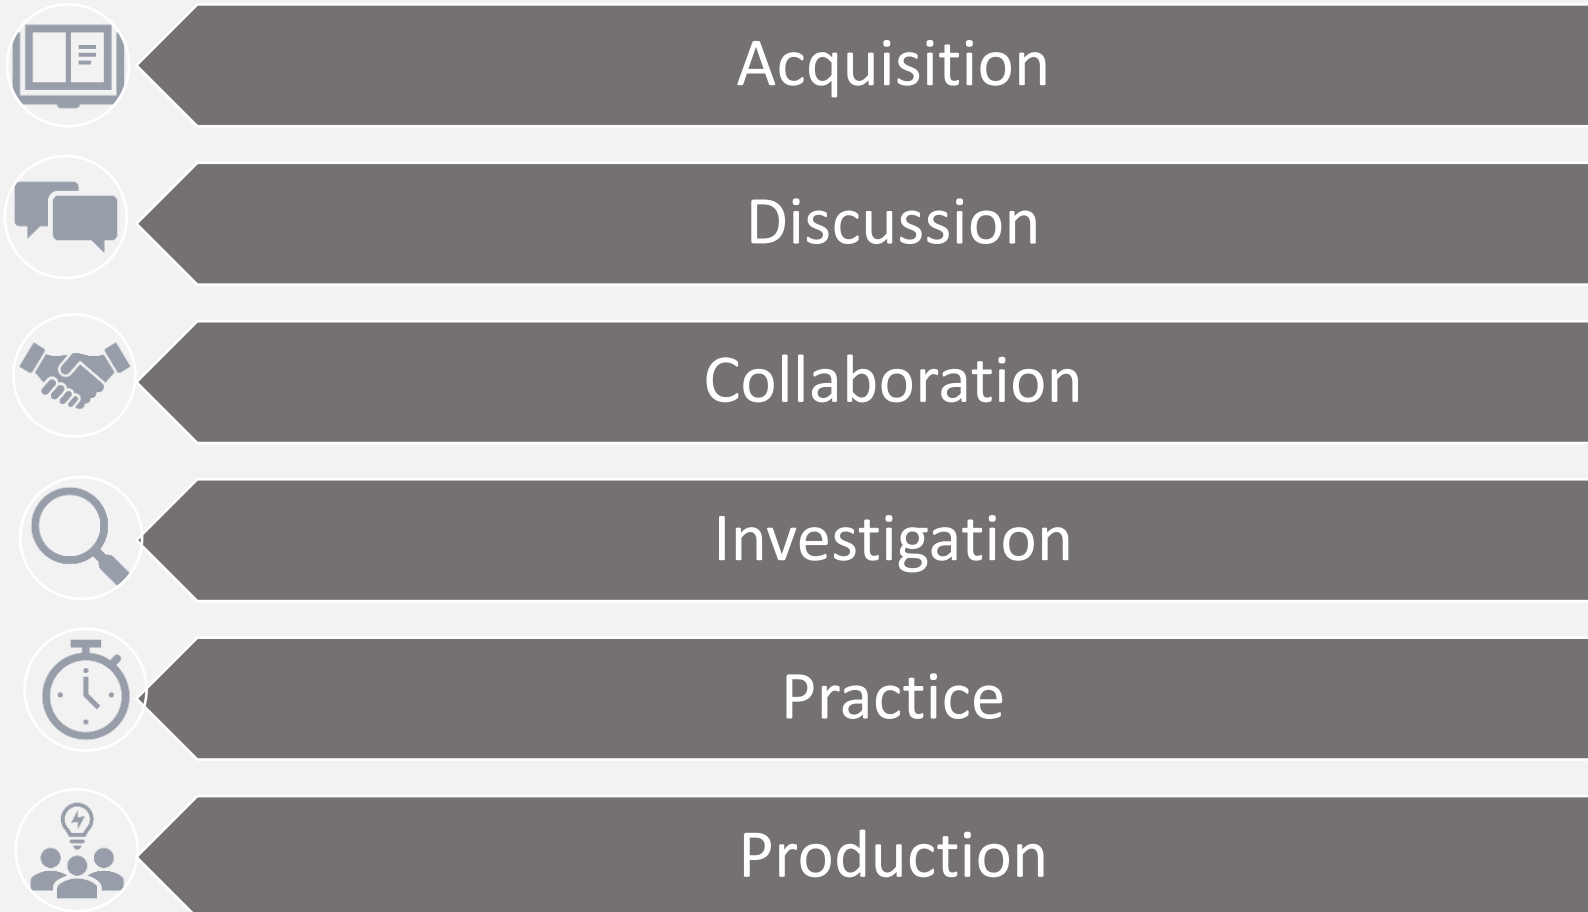 Acquisition
Discussion
Collaboration
Investigation
Practice
Production